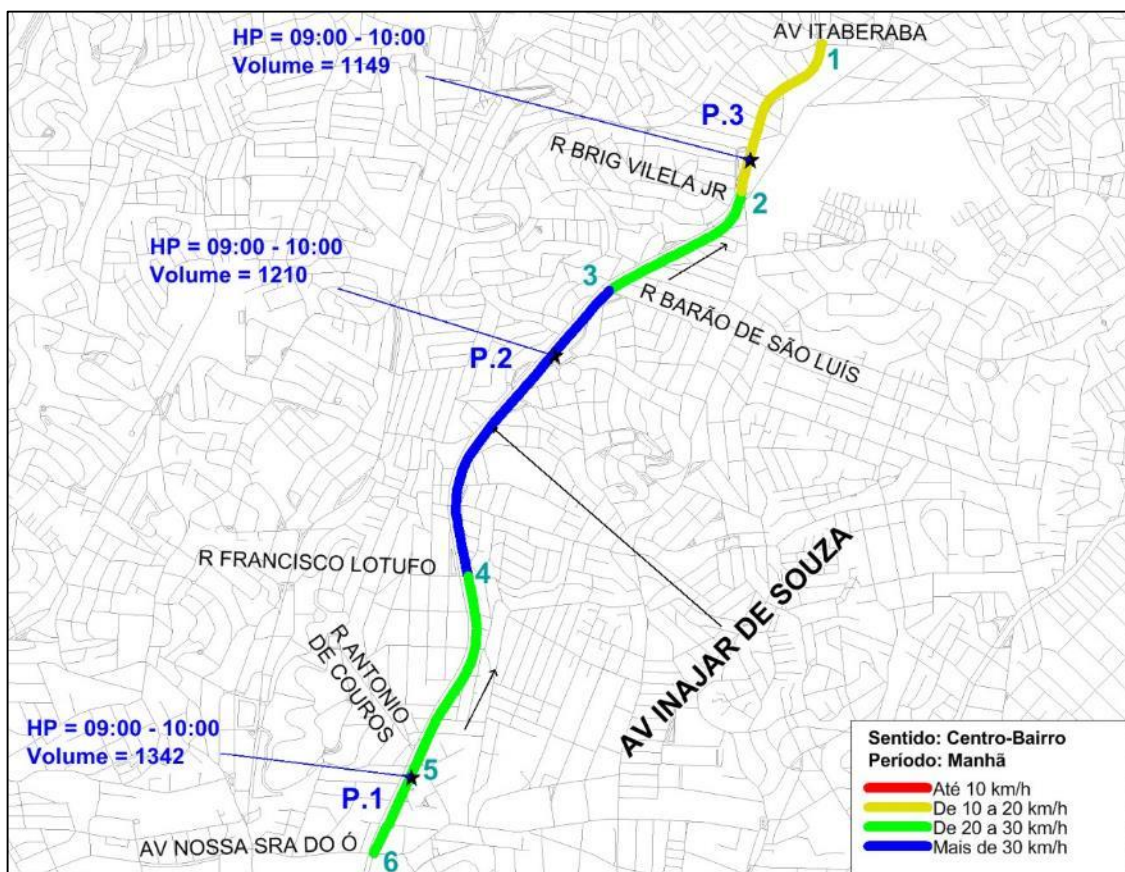 HP = 09:00 - 10:00
Volume = 1149
AV ITABERABA
1
P.3
R BRIG VILELA JR
2
HP = 09:00 - 10:00
Volume = 1210
3
R BARÃO DE SÃO LUÍS
P.2
R FRANCISCO LOTUFO
4
R ANTONIO
DE COUROS
AV INAJAR DE SOUZA
HP = 09:00 - 10:00
Volume = 1342
5
P.1
AV NOSSA SRA DO Ó
6
Sentido: Centro-Bairro
Período: Manhã
Até 10 km/h
De 10 a 20 km/h
De 20 a 30 km/h
Mais de 30 km/h